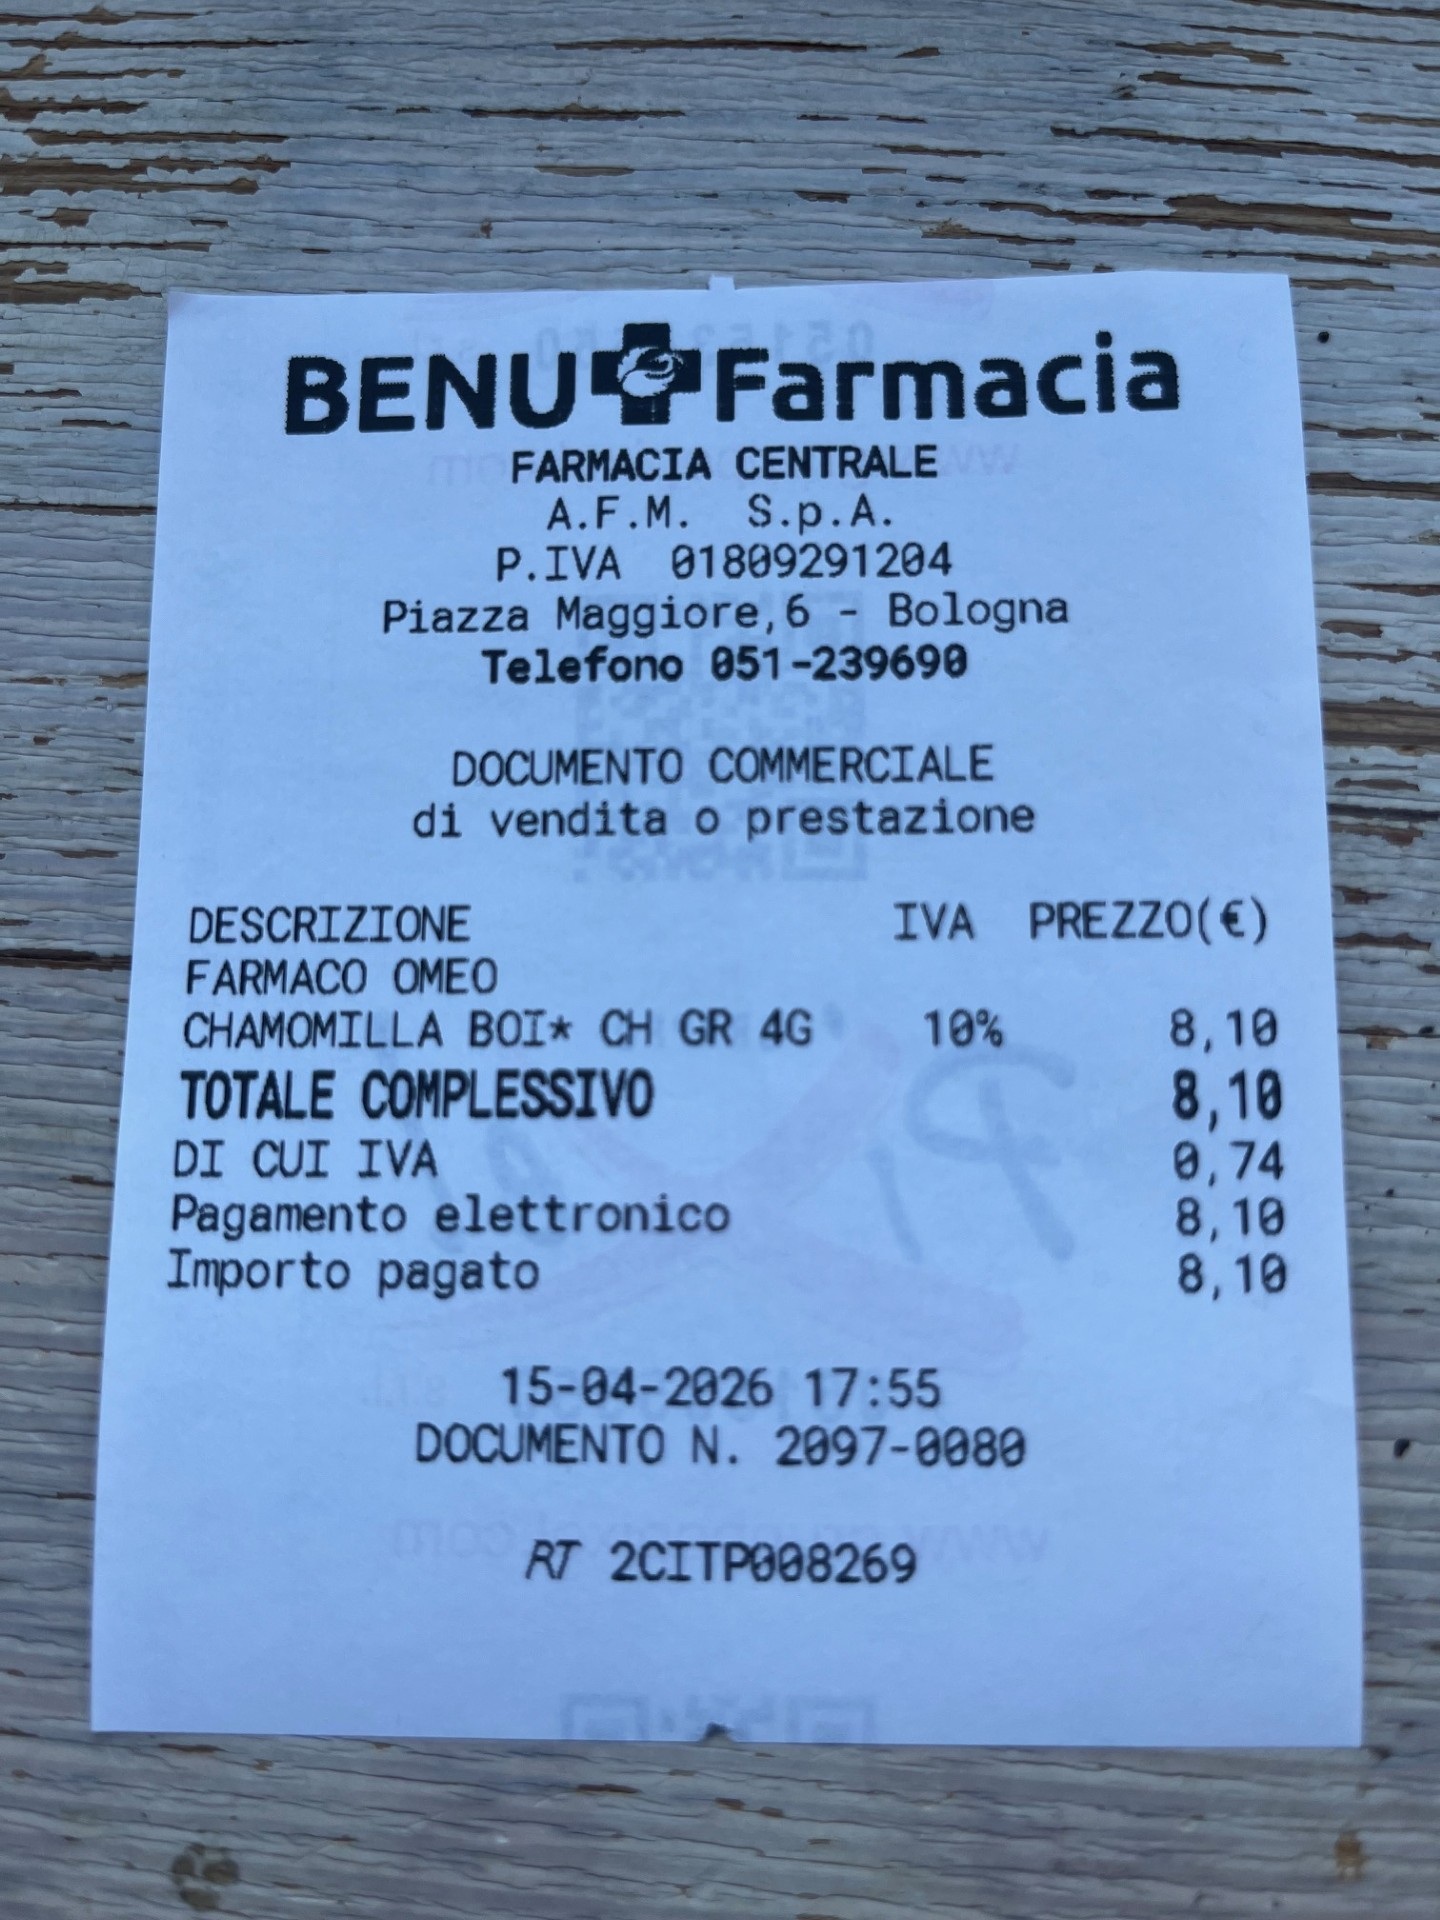 BENU Farmacia
FARMACIA CENTRALE
A.F.M. S.p.A.
P.IVA 01809291204
Piazza Maggiore,6 - Bologna
Telefono 051-239690
DOCUMENTO COMMERCIALE
di vendita o prestazione
DESCRIZIONE IVA PREZZO(€)
FARMACO OMEO
CHAMOMILLA BOI* CH GR 4G 10% 8,10
TOTALE COMPLESSIVO 8,10
DI CUI IVA 0,74
Pagamento elettronico 8,10
Importo pagato 8,10
15-04-2026 17:55
DOCUMENTO N. 2097-0080
RT 2CITP008269